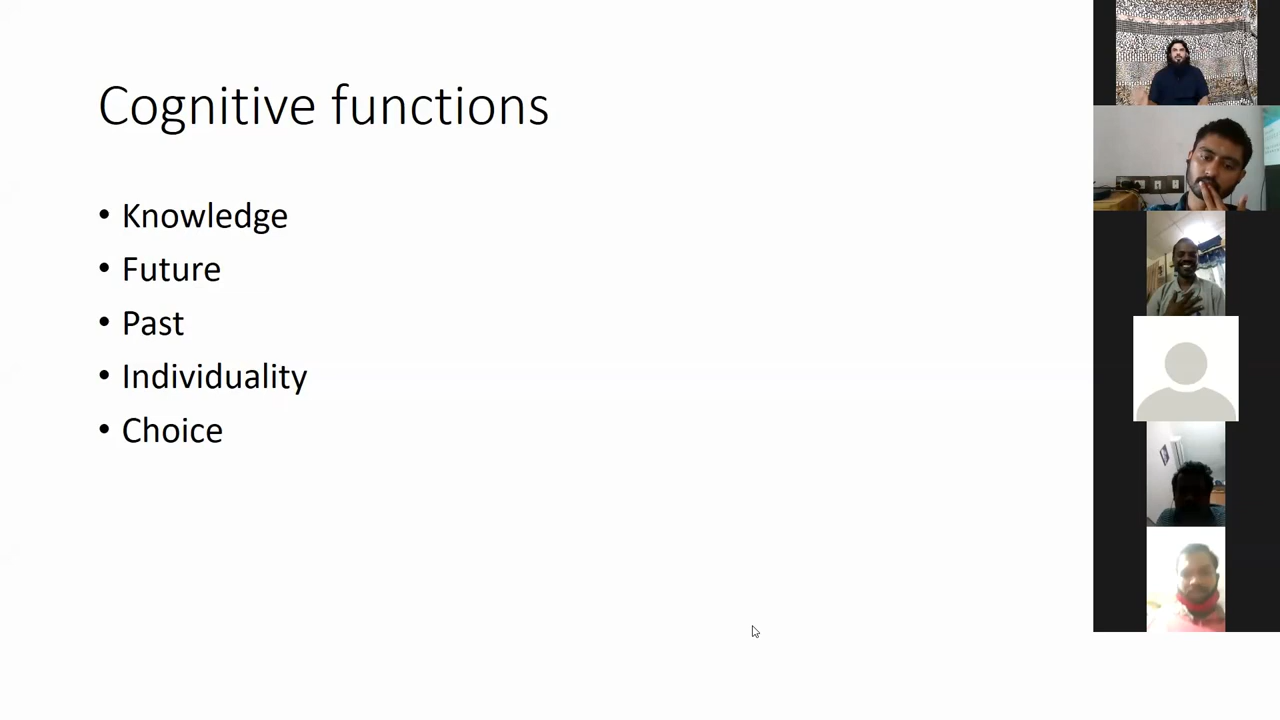 Cognitive functions
• Knowledge
• Future
• Past
• Individuality
• Choice